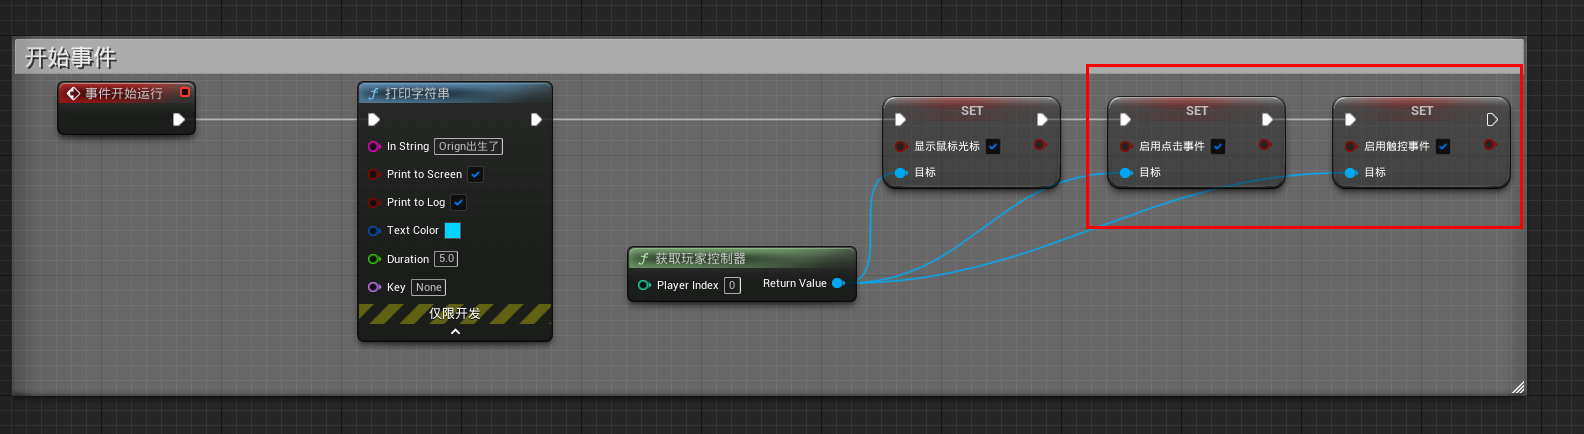 开始事件
事件开始运行
f 打印字符串
In String Orign出生了
Print to Screen
Print to Log
Text Color
Duration 5.0
Key None
仅限开发
f 获取玩家控制器
Player Index 0 Return Value
SET
显示鼠标光标
目标
SET
启用点击事件
目标
SET
启用触控事件
目标